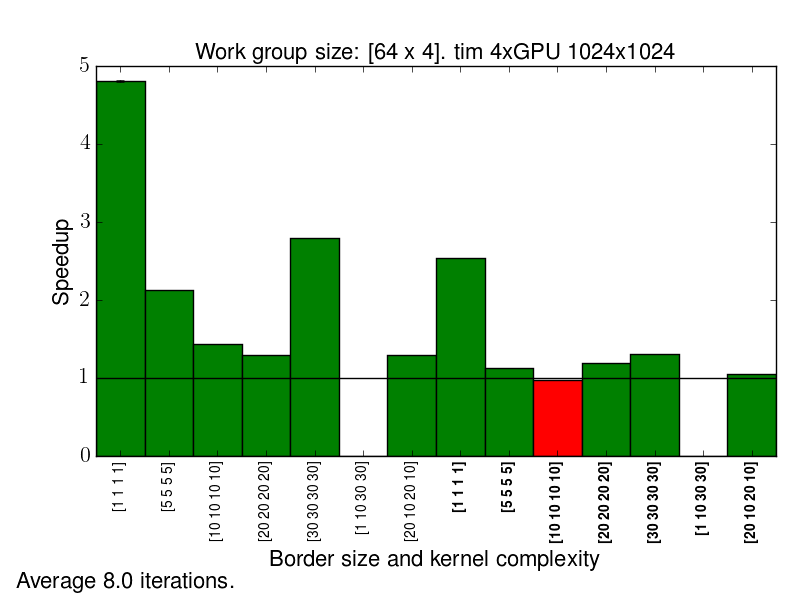 Work group size: [64 x 4]. tim 4xGPU 1024x1024
5
4
3
2
1
0
Speedup
[1 1 1 1]
[5 5 5 5]
[10 10 10 10]
[20 20 20 20]
[30 30 30 30]
[1 10 30 30]
[20 10 20 10]
[1 1 1 1]
[5 5 5 5]
[10 10 10 10]
[20 20 20 20]
[30 30 30 30]
[1 10 30 30]
[20 10 20 10]
Border size and kernel complexity
Average 8.0 iterations.